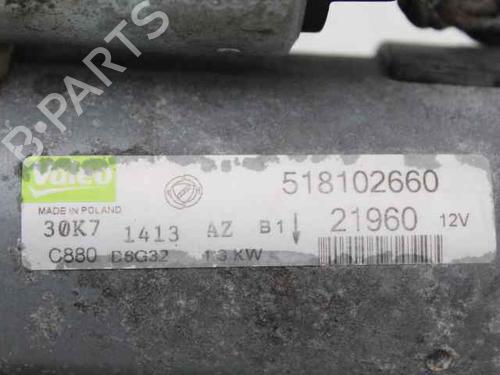 B-PARTS
Valeo
MADE IN POLAND
518102660
30K7 1413 AZ B1 21960 12V
C880 D8G32 1.3 KW